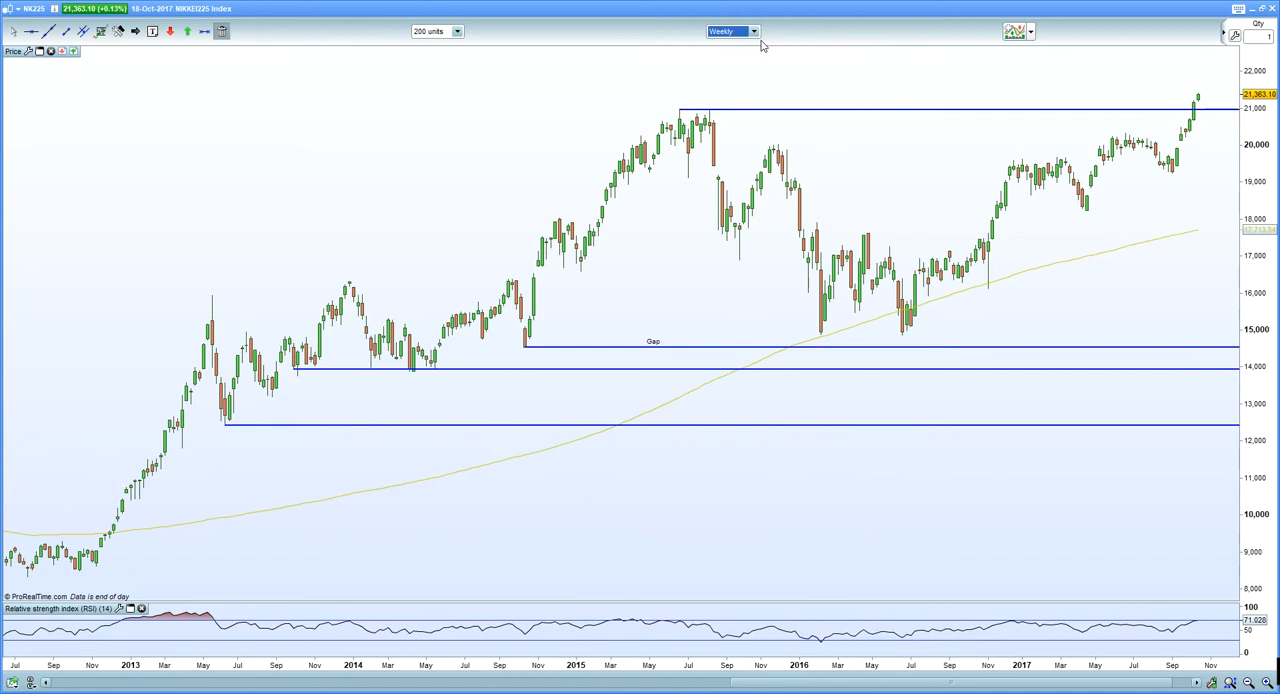 NK225 21,363.10 (+0.13%) 18-Oct-2017 NIKKEI225 Index
200 units
Weekly
Qty
1
Price
22,000
21,363.10
21,000
20,000
19,000
18,000
17,713.54
17,000
16,000
15,000
Gap
14,000
13,000
12,000
11,000
10,000
9,000
8,000
© ProRealTime.com Data is end of day
Relative strength index (RSI) (14)
100
71.028
50
0
Jul Sep Nov 2013 Mar May Jul Sep Nov 2014 Mar May Jul Sep Nov 2015 Mar May Jul Sep Nov 2016 Mar May Jul Sep Nov 2017 Mar May Jul Sep Nov